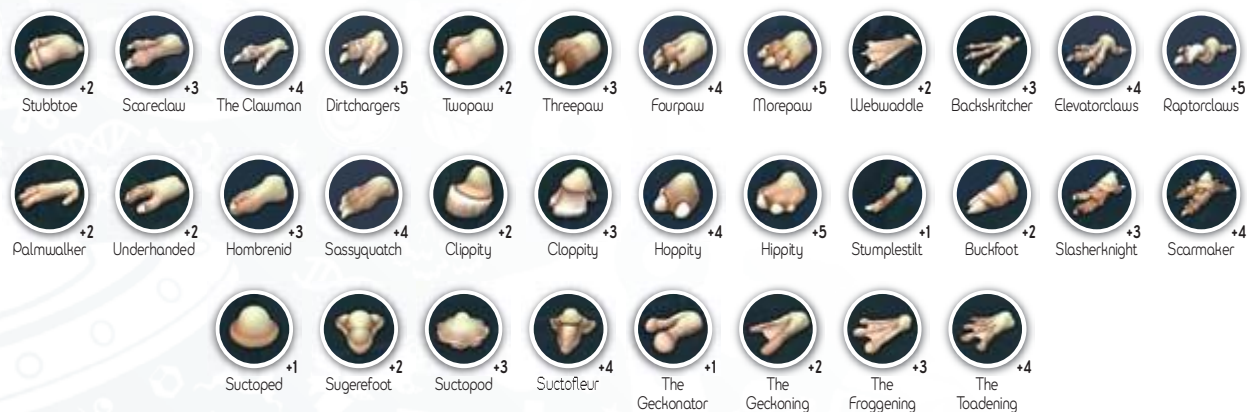 +2 +3 +4 +5 +2 +3 +4 +5 +2 +3 +4 +5
Stubbtoe Scareclaw The Clawman Dirtchargers Twopaw Threepaw Fourpaw Morepaw Webwaddle Backskritcher Elevatorclaws Raptorclaws
+2 +2 +3 +4 +2 +3 +4 +5 +1 +2 +3 +4
Palmwalker Underhanded Hombrenid Sassyquatch Clippity Cloppity Hoppity Hippity Stumplestilt Buckfoot Slasherknight Scarmaker
+1 +2 +3 +4 +1 +2 +3 +4
Suctoped Sugerefoot Suctopod Suctofleur The The The The
Geckonator Geckoning Froggening Toadening